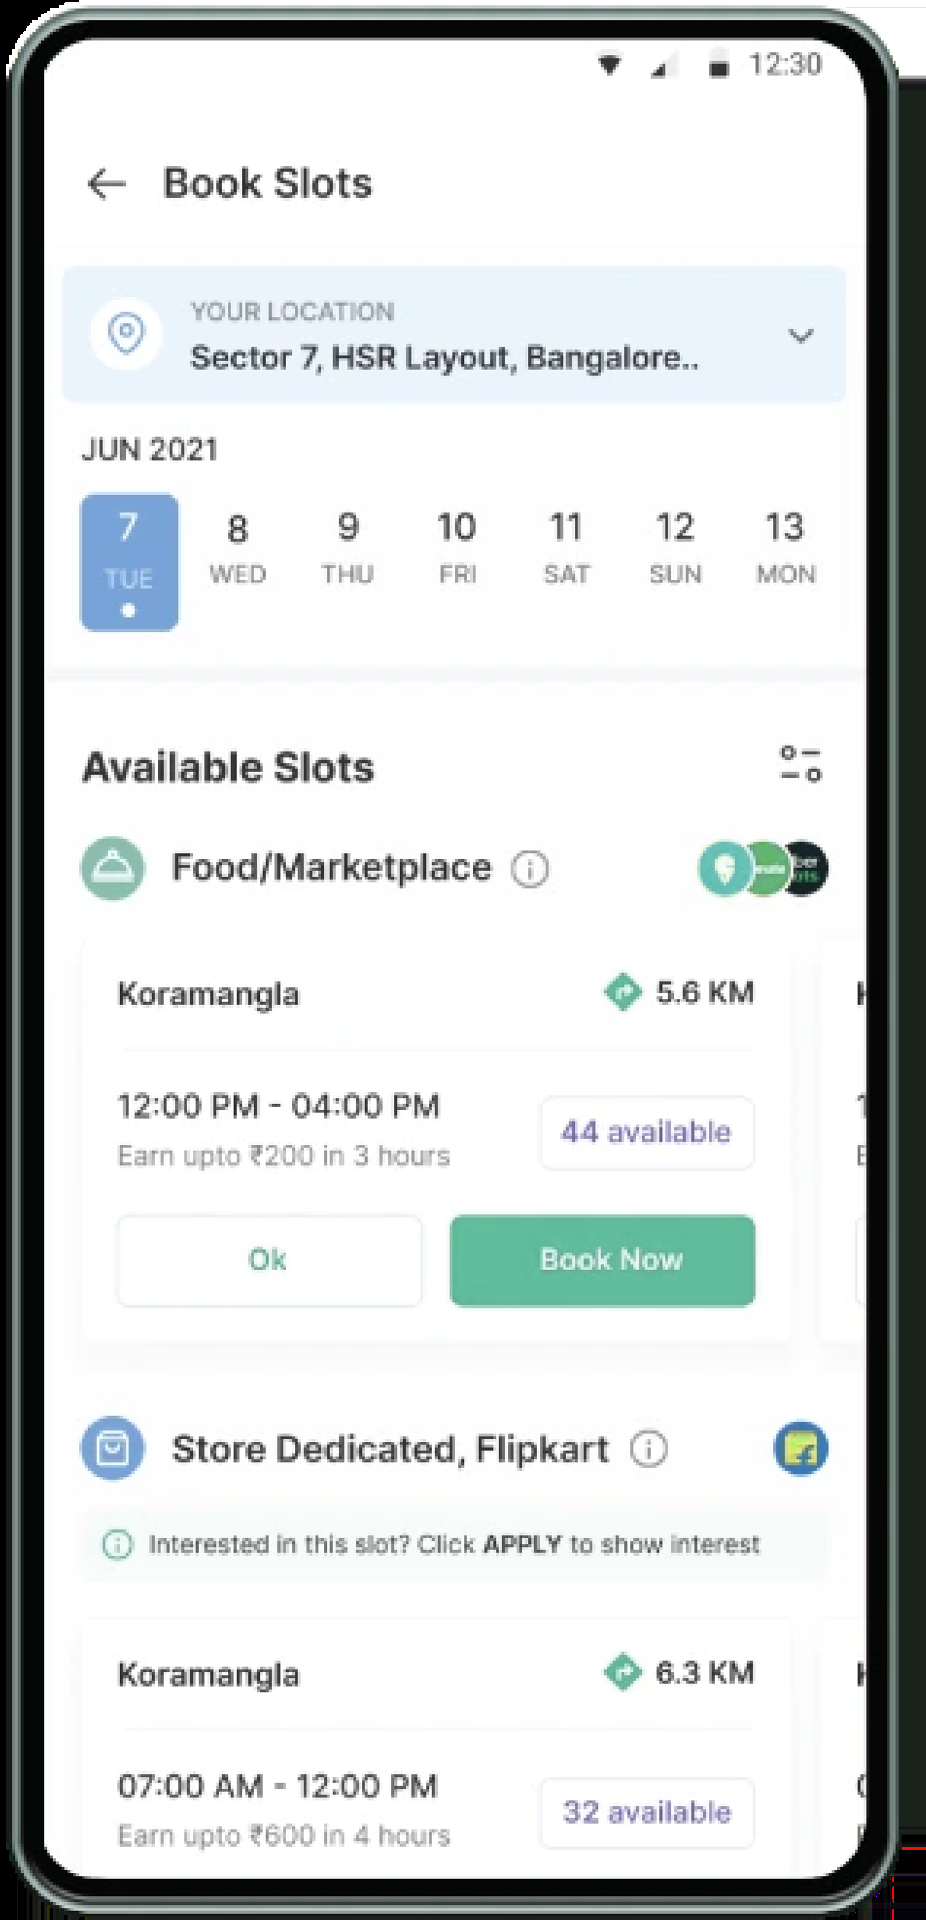 12:30
Book Slots
YOUR LOCATION
Sector 7, HSR Layout, Bangalore..
JUN 2021
7 8 9 10 11 12 13
TUE WED THU FRI SAT SUN MON
Available Slots
Food/Marketplace
Koramangla 5.6 KM
12:00 PM - 04:00 PM
44 available
Earn upto ₹200 in 3 hours
Ok Book Now
Store Dedicated, Flipkart
Interested in this slot? Click APPLY to show interest
Koramangla 6.3 KM
07:00 AM - 12:00 PM
32 available
Earn upto ₹600 in 4 hours